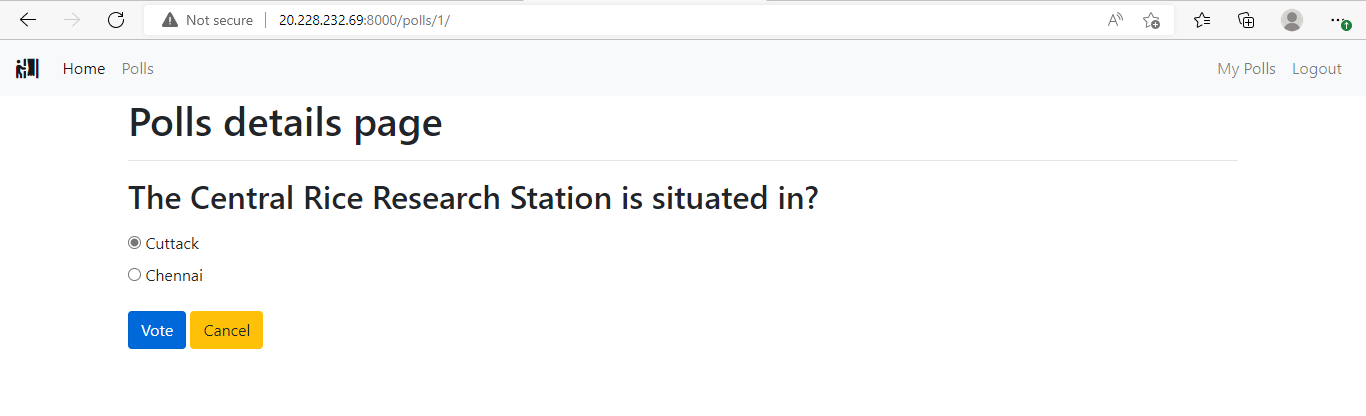 Not secure 20.228.232.69:8000/polls/1/
Home Polls My Polls Logout
Polls details page
The Central Rice Research Station is situated in?
Cuttack
Chennai
Vote Cancel